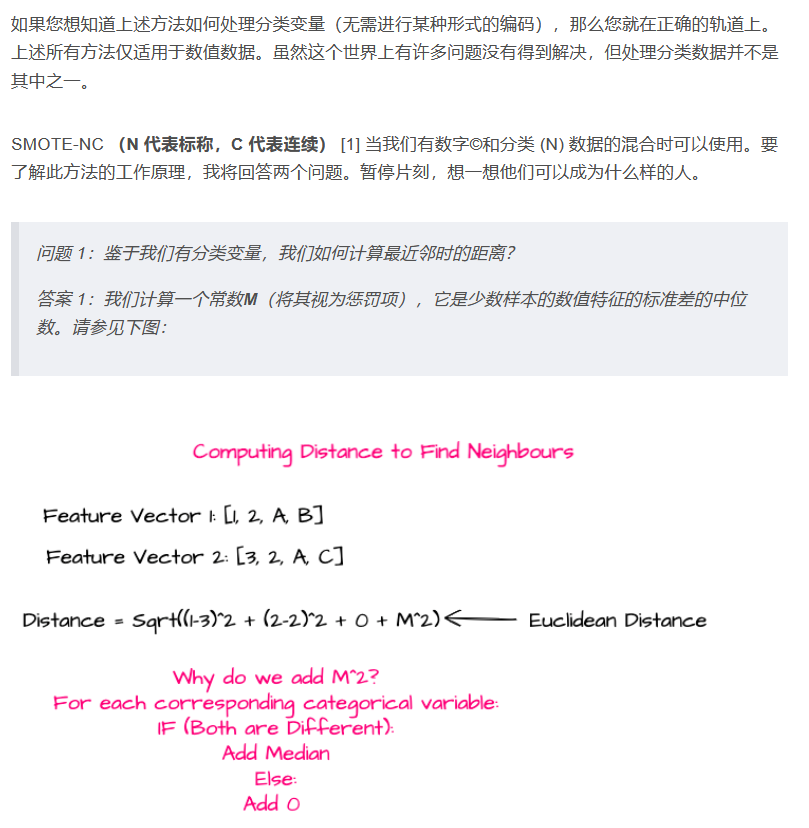 如果您想知道上述方法如何处理分类变量（无需进行某种形式的编码），那么您就在正确的轨道上。
上述所有方法仅适用于数值数据。虽然这个世界上有许多问题没有得到解决，但处理分类数据并不是
其中之一。
SMOTE-NC （N 代表标称，C 代表连续） [1] 当我们有数字©和分类 (N) 数据的混合时可以使用。要
了解此方法的工作原理，我将回答两个问题。暂停片刻，想一想他们可以成为什么样的人。
问题 1：鉴于我们有分类变量，我们如何计算最近邻时的距离？
答案 1：我们计算一个常数M（将其视为惩罚项），它是少数样本的数值特征的标准差的中位
数。请参见下图：
Computing Distance to Find Neighbours
Feature Vector 1: [1, 2, A, B]
Feature Vector 2: [3, 2, A, C]
Distance = Sqrt((1-3)^2 + (2-2)^2 + 0 + M^2) Euclidean Distance
Why do we add M^2?
For each corresponding categorical variable:
IF (Both are Different):
Add Median
Else:
Add 0